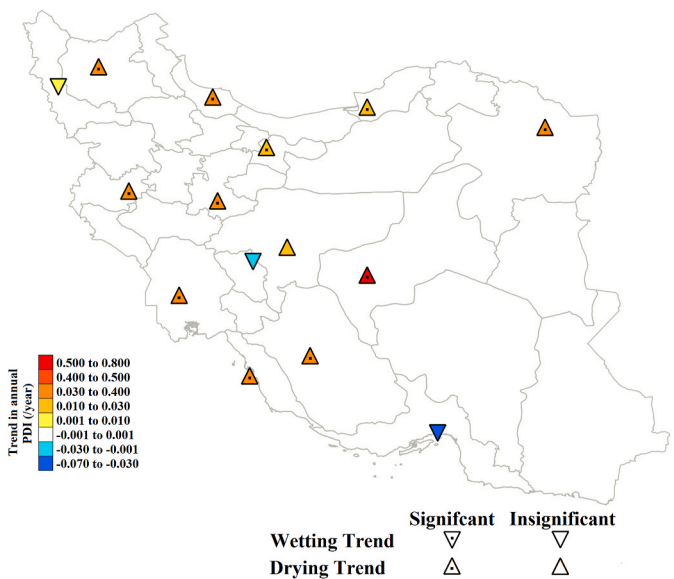 Trend in annual
PDI (/year)
0.500 to 0.800
0.400 to 0.500
0.030 to 0.400
0.010 to 0.030
0.001 to 0.010
-0.001 to 0.001
-0.030 to -0.001
-0.070 to -0.030
Signifcant Insignificant
Wetting Trend
Drying Trend